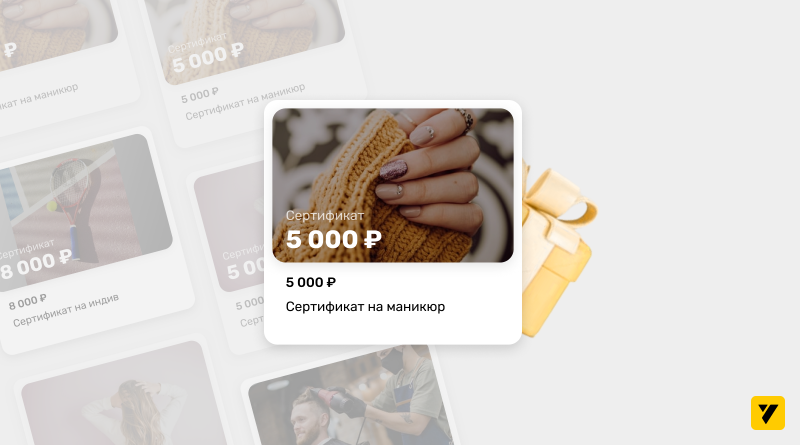 ₽
Сертификат
5 000 ₽
кат на маникюр
5 000 ₽
Сертификат на маникюр
Сертификат
5 000 ₽
5 000 ₽
Сертификат на маникюр
Сертификат
8 000 ₽
8 000 ₽
Сертификат на индив